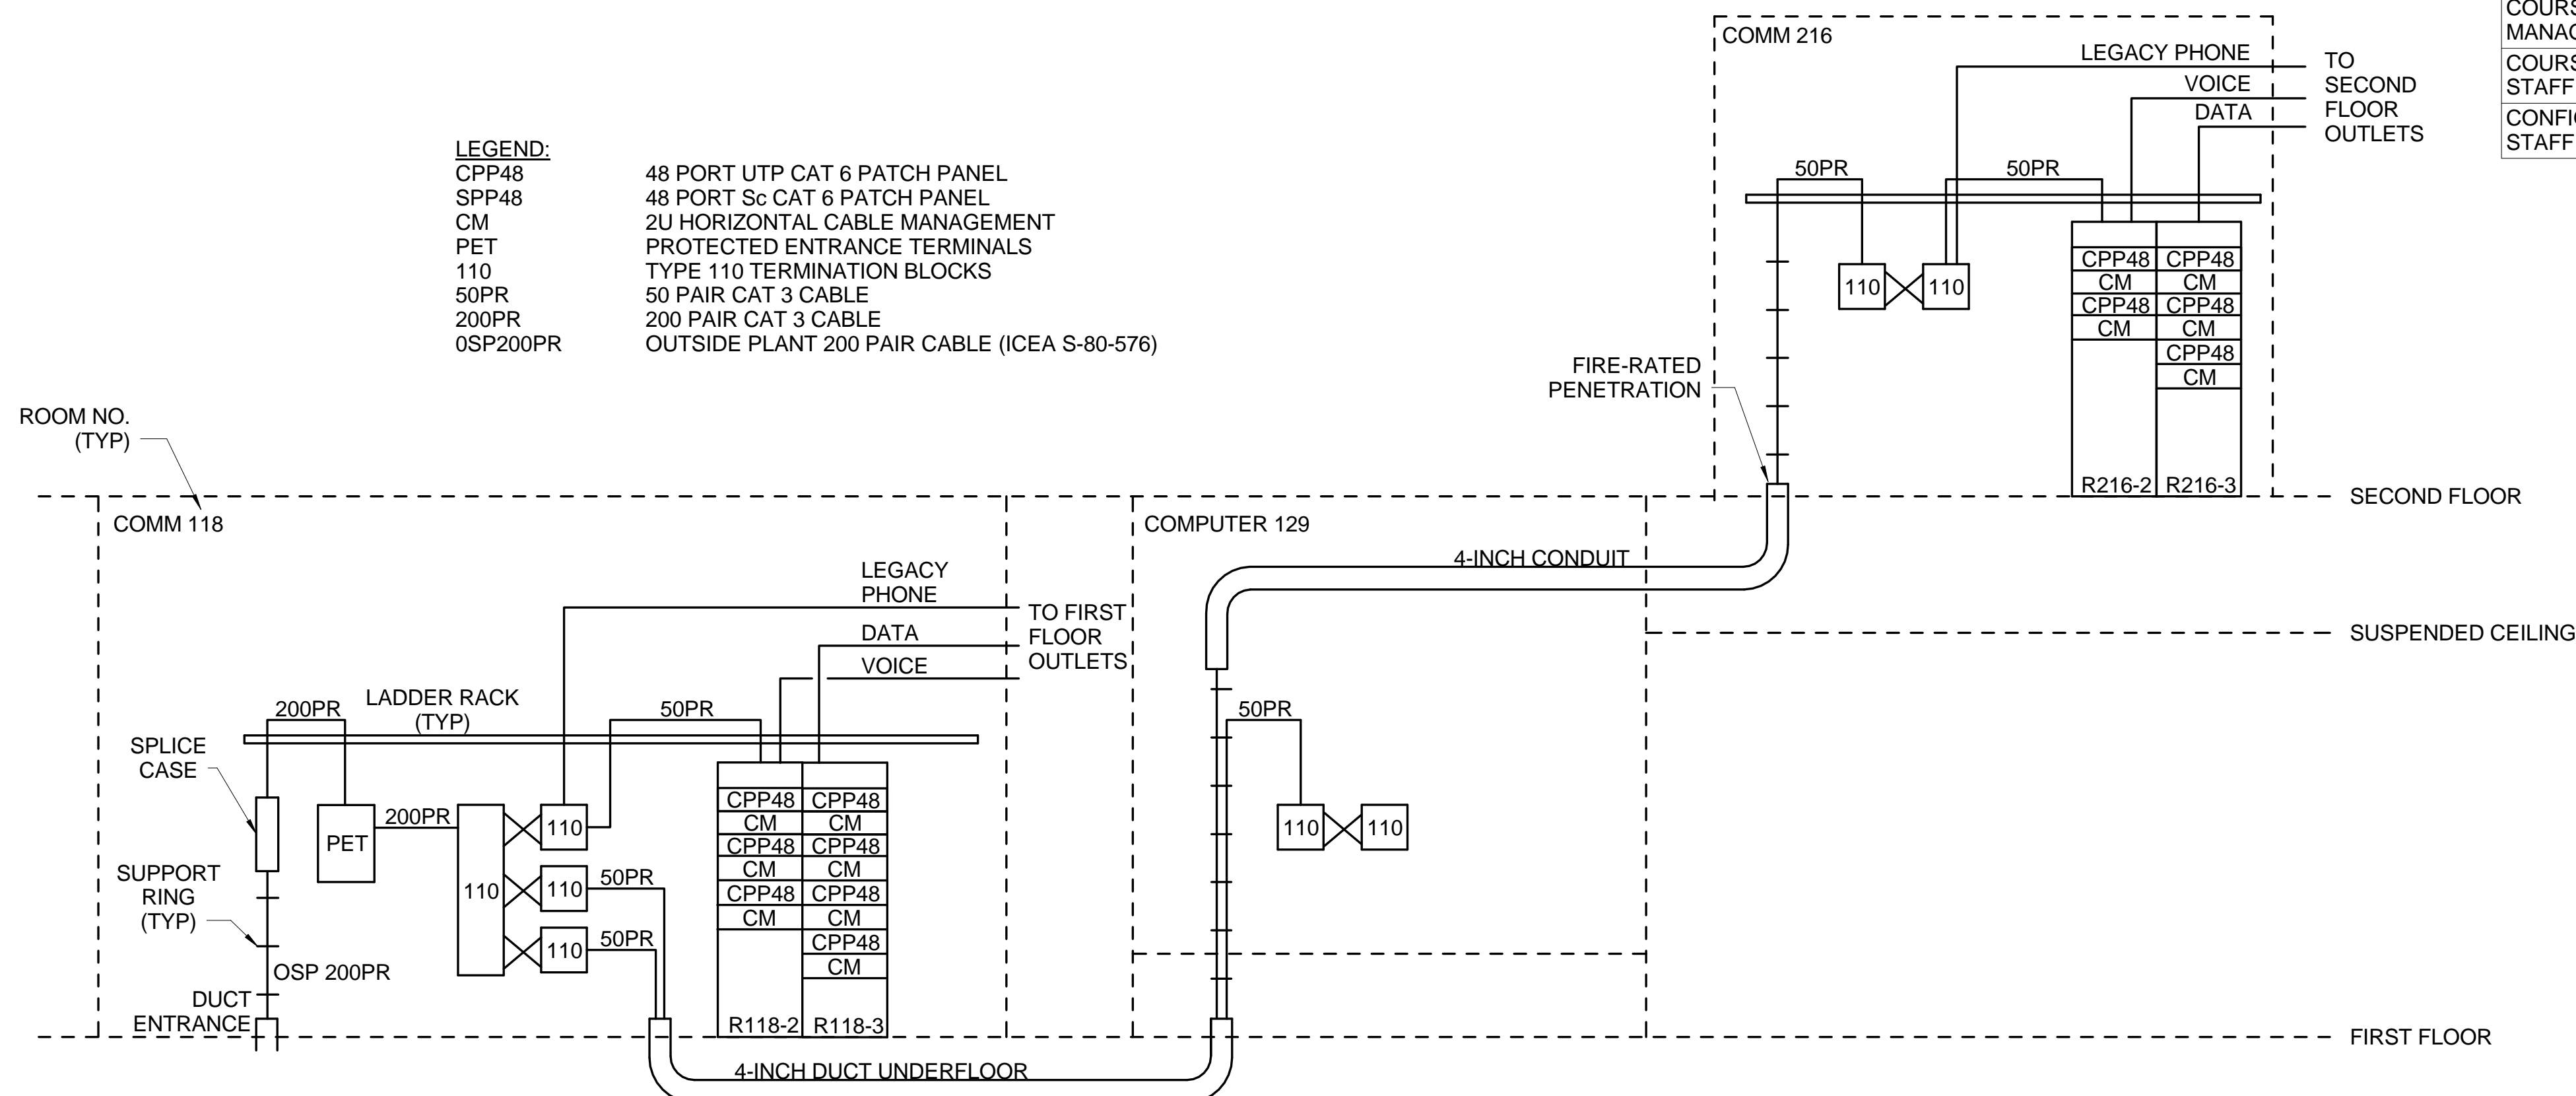 COMM 216
LEGACY PHONE
VOICE
DATA
TO
SECOND
FLOOR
OUTLETS
MANAG
STAFF
STAFF
LEGEND:
CPP48 48 PORT UTP CAT 6 PATCH PANEL
SPP48 48 PORT Sc CAT 6 PATCH PANEL
CM 2U HORIZONTAL CABLE MANAGEMENT
PET PROTECTED ENTRANCE TERMINALS
110 TYPE 110 TERMINATION BLOCKS
50PR 50 PAIR CAT 3 CABLE
200PR 200 PAIR CAT 3 CABLE
0SP200PR OUTSIDE PLANT 200 PAIR CABLE (ICEA S-80-576)
50PR 50PR
110 110
CPP48 CPP48
CM CM
CPP48 CPP48
CM CM
CPP48
CM
R216-2 R216-3
FIRE-RATED
PENETRATION
ROOM NO.
(TYP)
SECOND FLOOR
COMM 118
COMPUTER 129
4-INCH CONDUIT
LEGACY
PHONE
DATA
VOICE
TO FIRST
FLOOR
OUTLETS
SUSPENDED CEILING
200PR
LADDER RACK
(TYP)
50PR
50PR
SPLICE
CASE
PET
200PR
110
110
110
110
50PR
50PR
CPP48 CPP48
CM CM
CPP48 CPP48
CM CM
CPP48 CPP48
CM CM
CPP48
CM
R118-2 R118-3
110 110
SUPPORT
RING
(TYP)
OSP 200PR
DUCT
ENTRANCE
FIRST FLOOR
4-INCH DUCT UNDERFLOOR